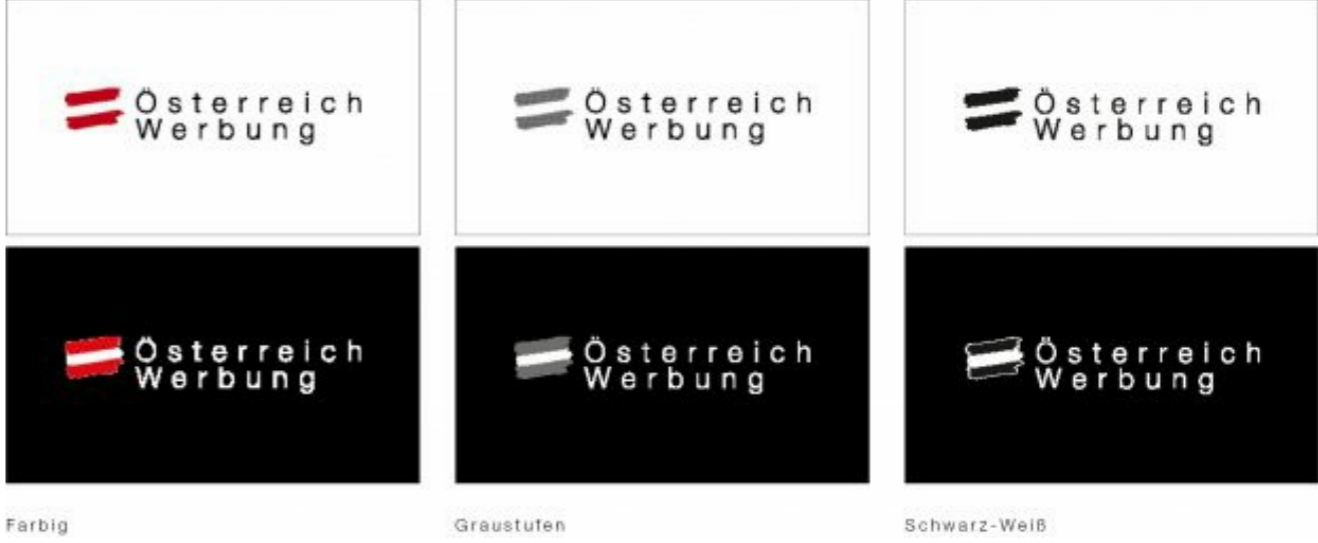 Österreich
Werbung
Österreich
Werbung
Österreich
Werbung
Österreich
Werbung
Österreich
Werbung
Österreich
Werbung
Farbig
Graustufen
Schwarz-Weiß